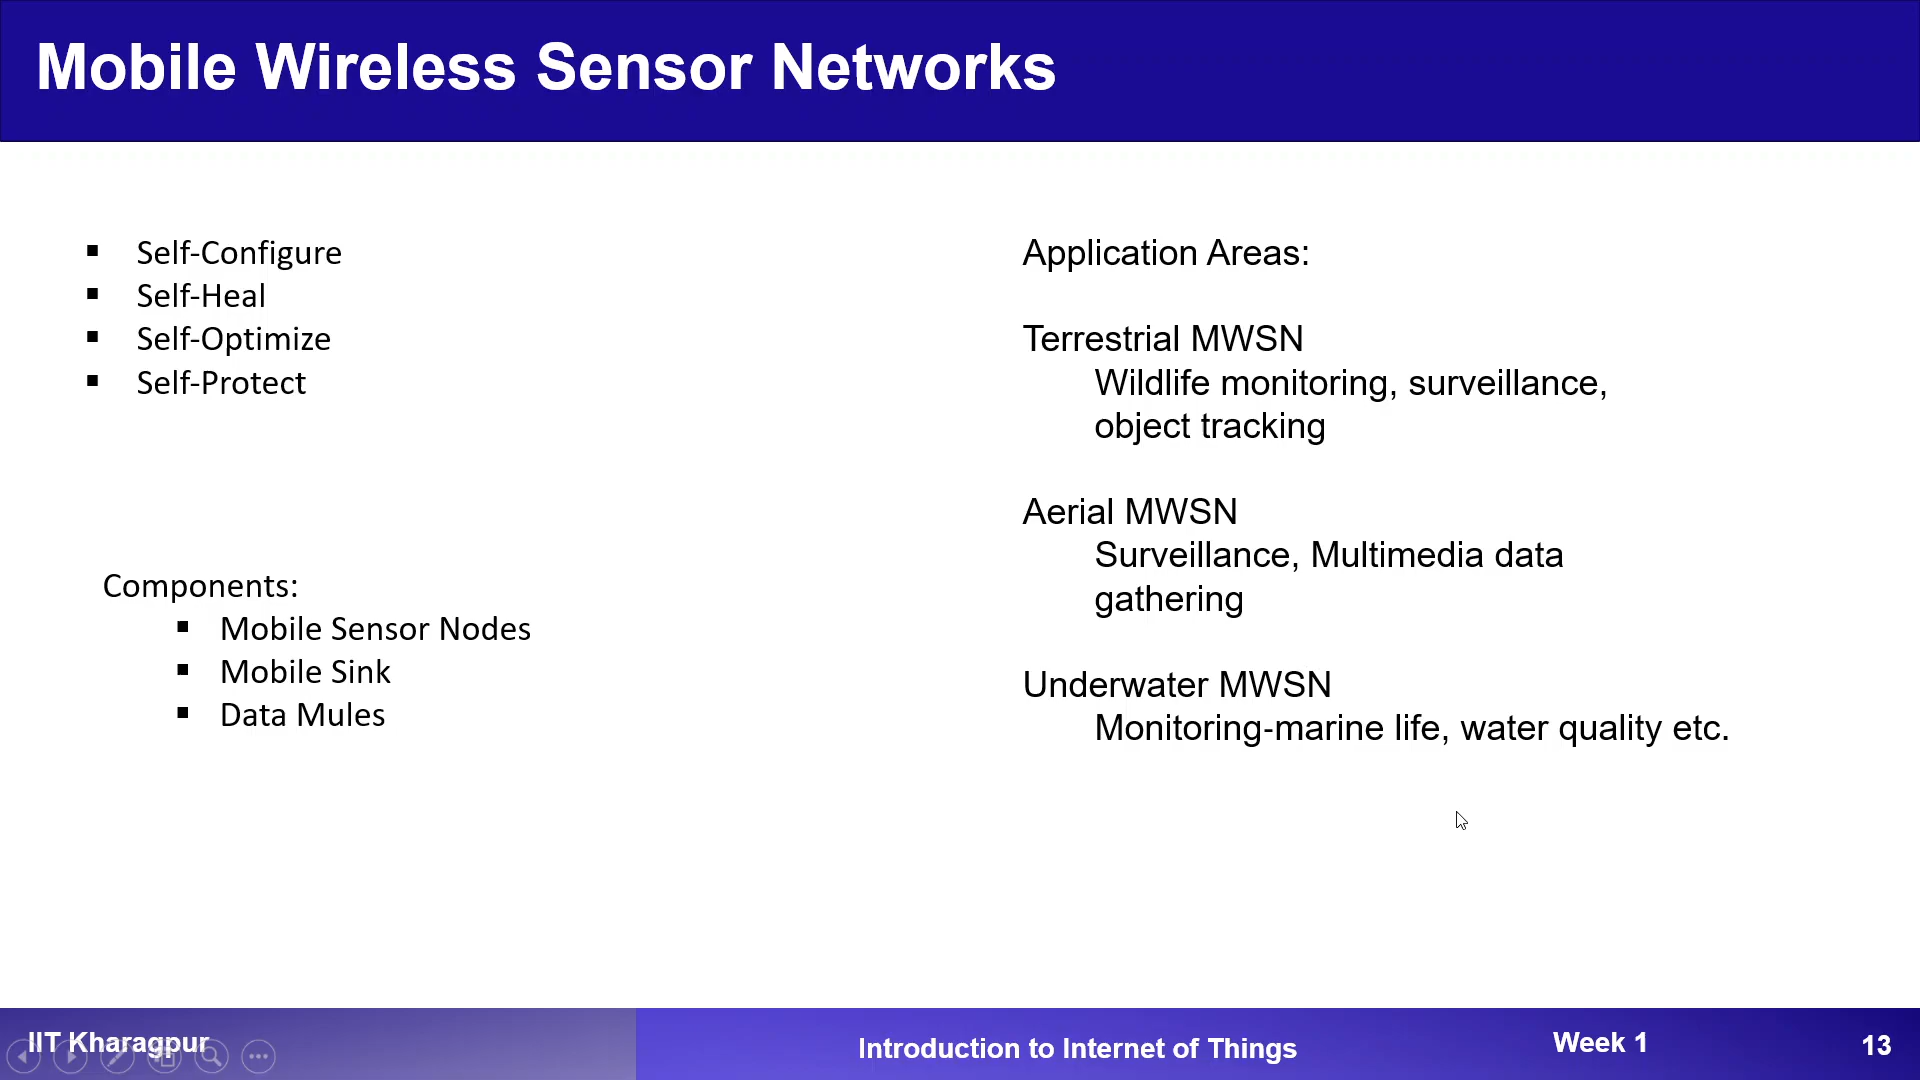 Mobile Wireless Sensor Networks
▪ Self-Configure
▪ Self-Heal
▪ Self-Optimize
▪ Self-Protect
Components:
▪ Mobile Sensor Nodes
▪ Mobile Sink
▪ Data Mules
Application Areas:
Terrestrial MWSN
Wildlife monitoring, surveillance,
object tracking
Aerial MWSN
Surveillance, Multimedia data
gathering
Underwater MWSN
Monitoring-marine life, water quality etc.
IIT Kharagpur
Introduction to Internet of Things
Week 1
13